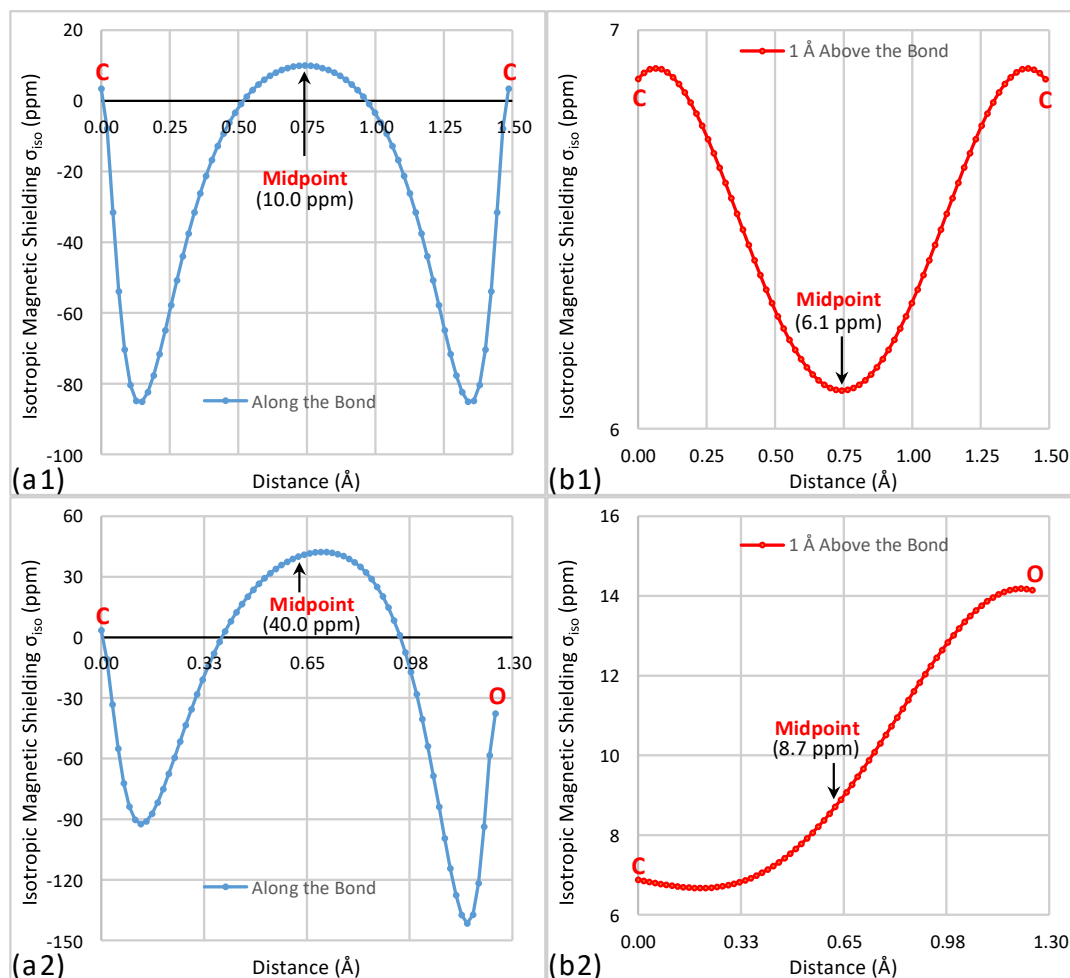 Isotropic Magnetic Shielding σiso (ppm)
20
0
-20
-40
-60
-80
-100
C
C
Midpoint
(10.0 ppm)
Along the Bond
0.00
0.25
0.50
0.75
1.00
1.25
1.50
Distance (Å)
(a1)
Isotropic Magnetic Shielding σiso (ppm)
7
6
1 Å Above the Bond
C
C
Midpoint
(6.1 ppm)
0.00
0.25
0.50
0.75
1.00
1.25
1.50
Distance (Å)
(b1)
Isotropic Magnetic Shielding σiso (ppm)
60
30
0
-30
-60
-90
-120
-150
C
Midpoint
(40.0 ppm)
O
0.00
0.33
0.65
0.98
1.30
Along the Bond
Distance (Å)
(a2)
Isotropic Magnetic Shielding σiso (ppm)
16
14
12
10
8
6
1 Å Above the Bond
O
Midpoint
(8.7 ppm)
C
0.00
0.33
0.65
0.98
1.30
Distance (Å)
(b2)